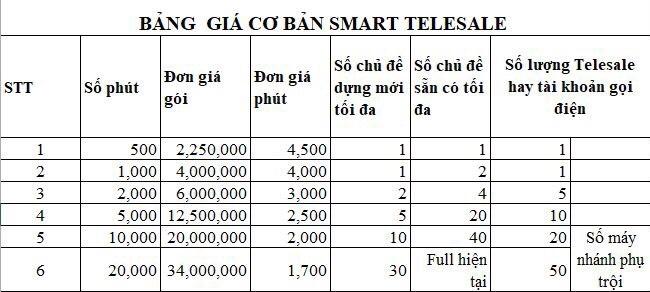 BẢNG GIÁ CƠ BẢN SMART TELESALE
STT Số phút Đơn giá gói Đơn giá phút Số chủ đề dựng mới tối đa Số chủ đề sẵn có tối đa Số lượng Telesale hay tài khoản gọi điện
1 500 2,250,000 4,500 1 1 1
2 1,000 4,000,000 4,000 1 2 1
3 2,000 6,000,000 3,000 2 4 5
4 5,000 12,500,000 2,500 5 20 10
5 10,000 20,000,000 2,000 10 40 20 Số máy nhánh phụ trội
6 20,000 34,000,000 1,700 30 Full hiện tại 50